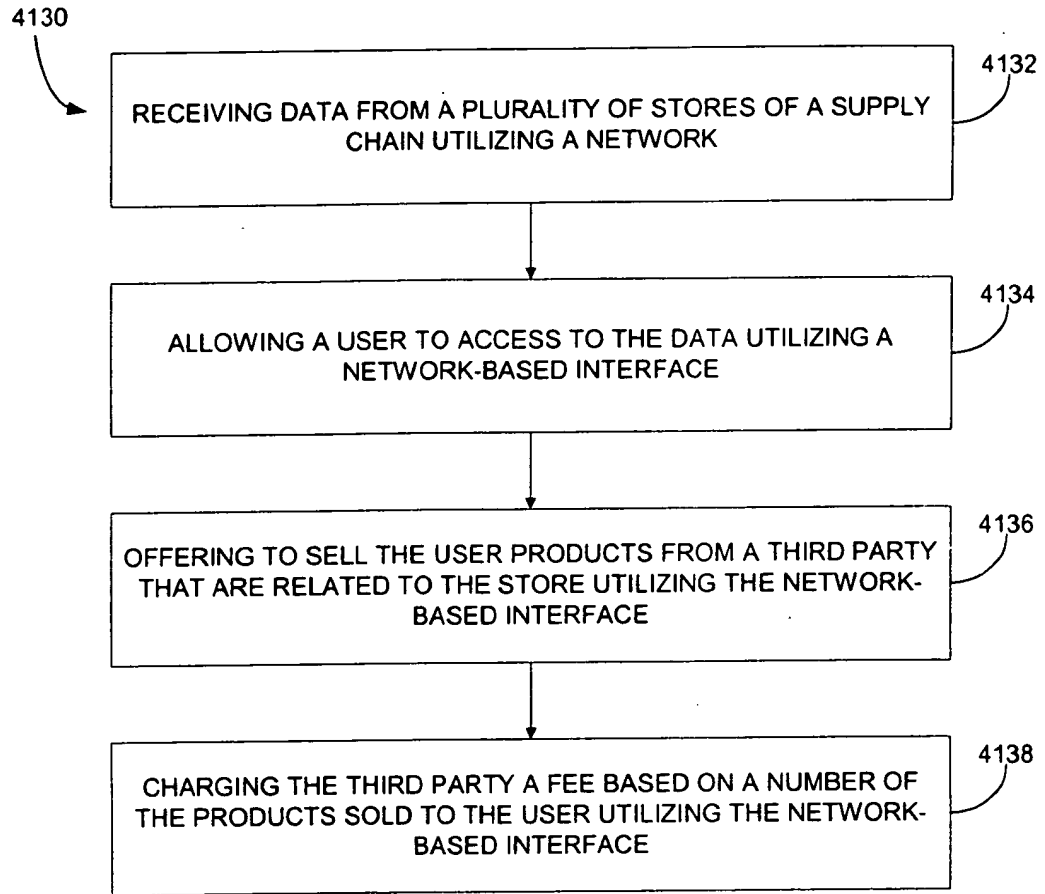 4130
4132
RECEIVING DATA FROM A PLURALITY OF STORES OF A SUPPLY
CHAIN UTILIZING A NETWORK
4134
ALLOWING A USER TO ACCESS TO THE DATA UTILIZING A
NETWORK-BASED INTERFACE
4136
OFFERING TO SELL THE USER PRODUCTS FROM A THIRD PARTY
THAT ARE RELATED TO THE STORE UTILIZING THE NETWORK-
BASED INTERFACE
4138
CHARGING THE THIRD PARTY A FEE BASED ON A NUMBER OF
THE PRODUCTS SOLD TO THE USER UTILIZING THE NETWORK-
BASED INTERFACE